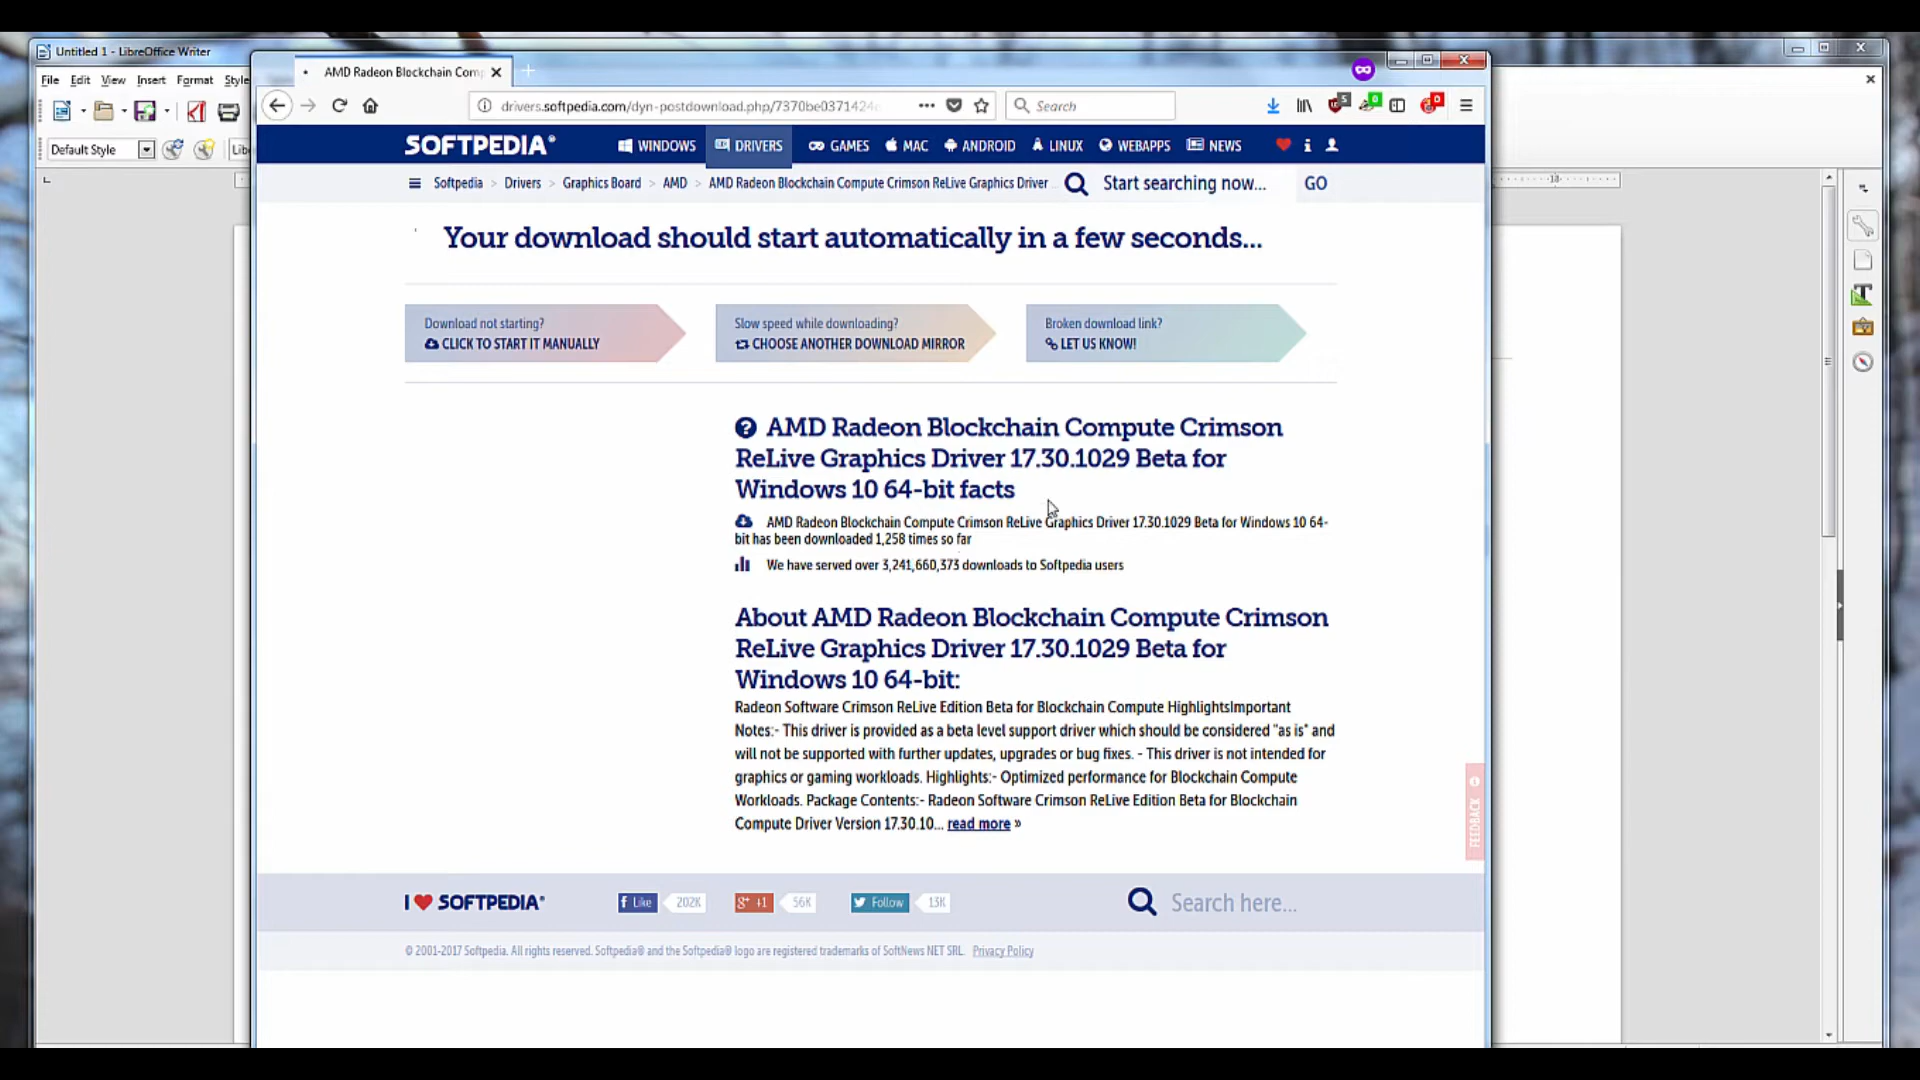 Untitled 1 - LibreOffice Writer
File Edit View Insert Format Style
Default Style
AMD Radeon Blockchain Com
drivers.softpedia.com/dyn-postdownload.php/7370be0371424
Search
SOFTPEDIA®
WINDOWS DRIVERS GAMES MAC ANDROID LINUX WEBAPPS NEWS
Softpedia > Drivers > Graphics Board > AMD > AMD Radeon Blockchain Compute Crimson ReLive Graphics Driver
Start searching now... GO
Your download should start automatically in a few seconds...
Download not starting?
CLICK TO START IT MANUALLY
Slow speed while downloading?
CHOOSE ANOTHER DOWNLOAD MIRROR
Broken download link?
LET US KNOW!
AMD Radeon Blockchain Compute Crimson
ReLive Graphics Driver 17.30.1029 Beta for
Windows 10 64-bit facts
AMD Radeon Blockchain Compute Crimson ReLive Graphics Driver 17.30.1029 Beta for Windows 10 64-
bit has been downloaded 1,258 times so far
We have served over 3,241,660,373 downloads to Softpedia users
About AMD Radeon Blockchain Compute Crimson
ReLive Graphics Driver 17.30.1029 Beta for
Windows 10 64-bit:
Radeon Software Crimson ReLive Edition Beta for Blockchain Compute HighlightsImportant
Notes:- This driver is provided as a beta level support driver which should be considered "as is" and
will not be supported with further updates, upgrades or bug fixes. - This driver is not intended for
graphics or gaming workloads. Highlights:- Optimized performance for Blockchain Compute
Workloads. Package Contents:- Radeon Software Crimson ReLive Edition Beta for Blockchain
Compute Driver Version 17.30.10... read more »
FEEDBACK
I SOFTPEDIA®
Like 202K
g+ +1 56K
Follow 13K
Search here...
© 2001-2017 Softpedia. All rights reserved. Softpedia® and the Softpedia® logo are registered trademarks of SoftNews NET SRL. Privacy Policy